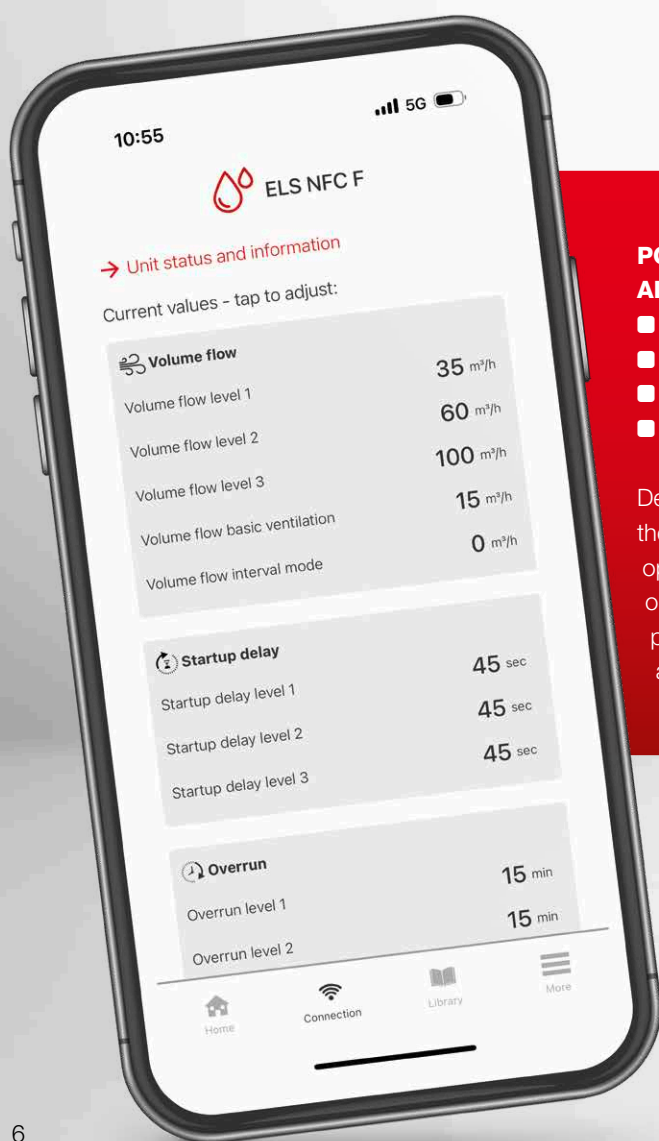 10:55
5G
ELS NFC F
→ Unit status and information
Current values - tap to adjust:
Volume flow
Volume flow level 1 35 m³/h
Volume flow level 2 60 m³/h
Volume flow level 3 100 m³/h
Volume flow basic ventilation 15 m³/h
Volume flow interval mode 0 m³/h
Startup delay
Startup delay level 1 45 sec
Startup delay level 2 45 sec
Startup delay level 3 45 sec
Overrun
Overrun level 1 15 min
Overrun level 2 15 min
Home
Connection
Library
More
6